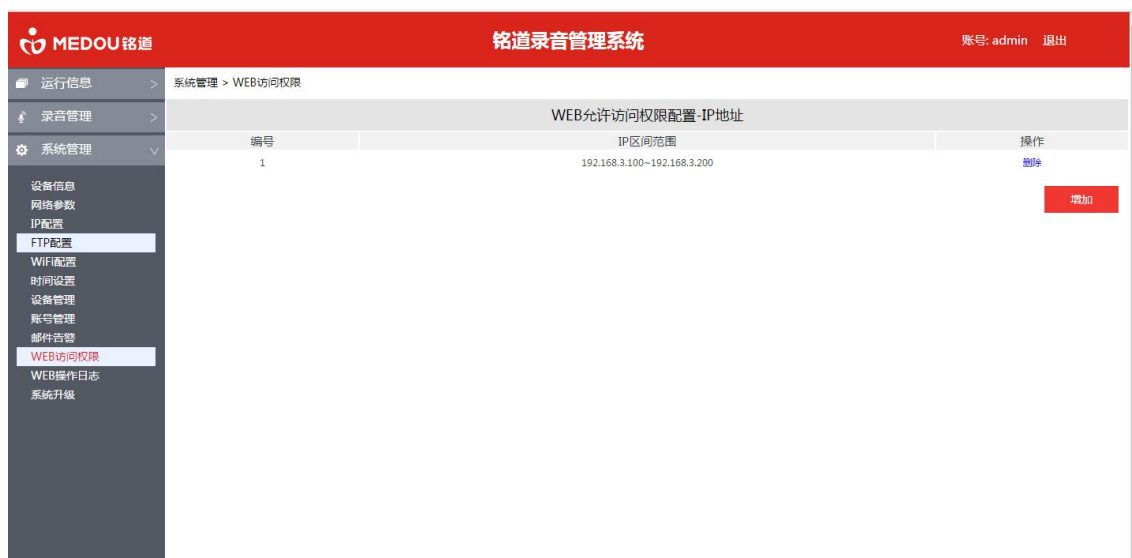 MEDOU铭道
铭道录音管理系统
账号: admin 退出
运行信息 >
录音管理 >
系统管理 ∨
设备信息
网络参数
IP配置
FTP配置
WiFi配置
时间设置
设备管理
账号管理
邮件告警
WEB访问权限
WEB操作日志
系统升级
系统管理 > WEB访问权限
WEB允许访问权限配置-IP地址
编号 IP区间范围 操作
1 192.168.3.100~192.168.3.200 删除
增加